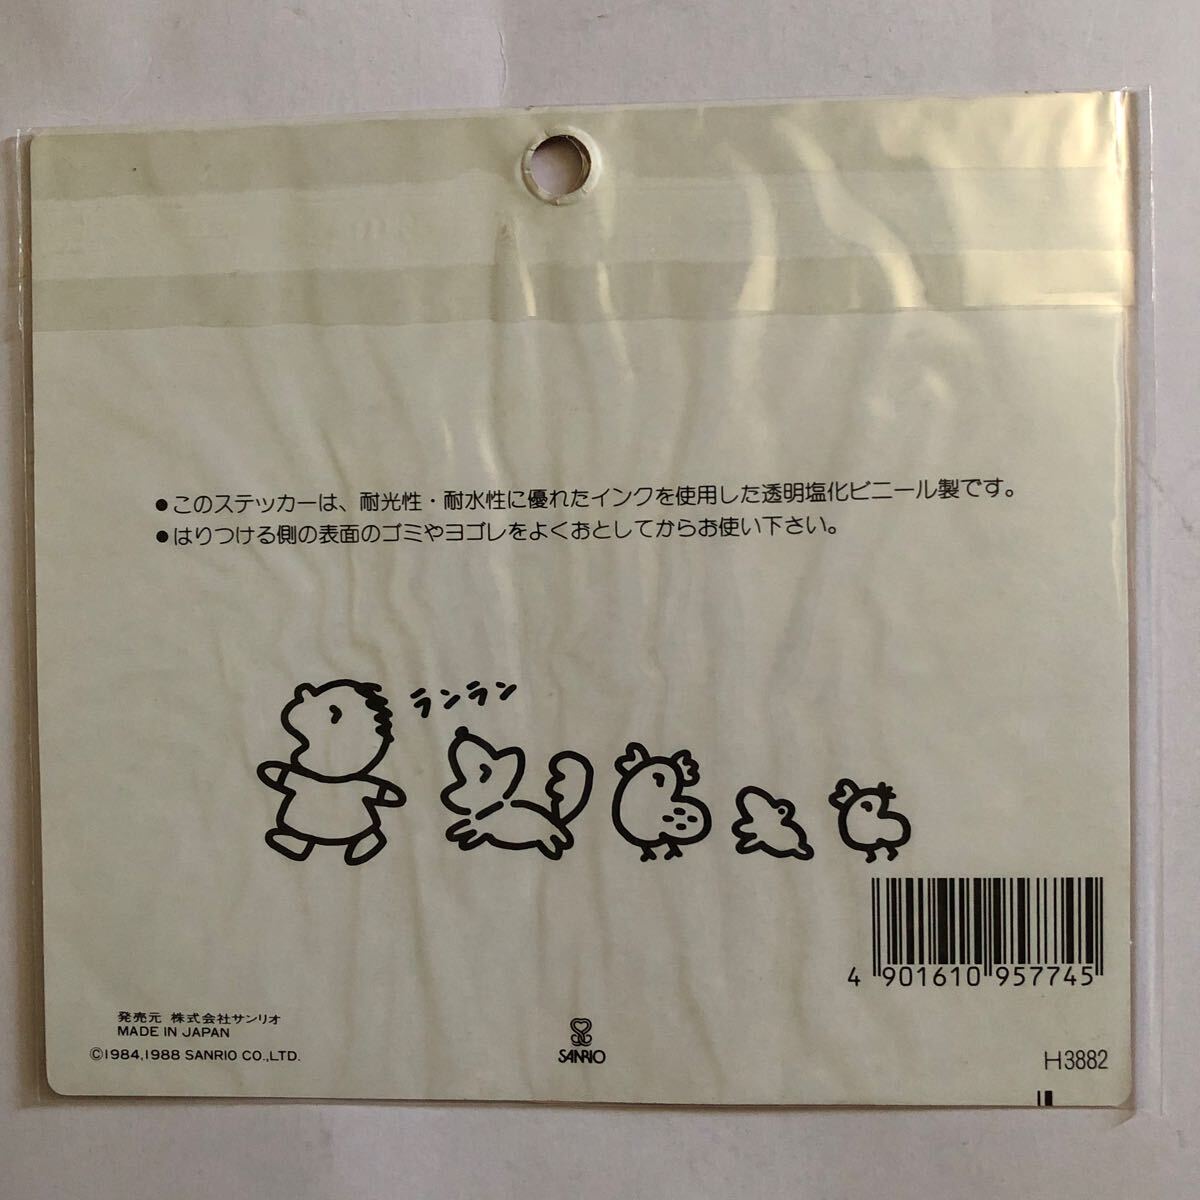 ●このステッカーは、耐光性・耐水性に優れたインクを使用した透明塩化ビニール製です。
●はりつける側の表面のゴミやヨゴレをよくおとしてからお使い下さい。
ランラン
4 901610 957745
発売元 株式会社サンリオ
MADE IN JAPAN
©1984,1988 SANRIO CO.,LTD.
SANRIO
H3882